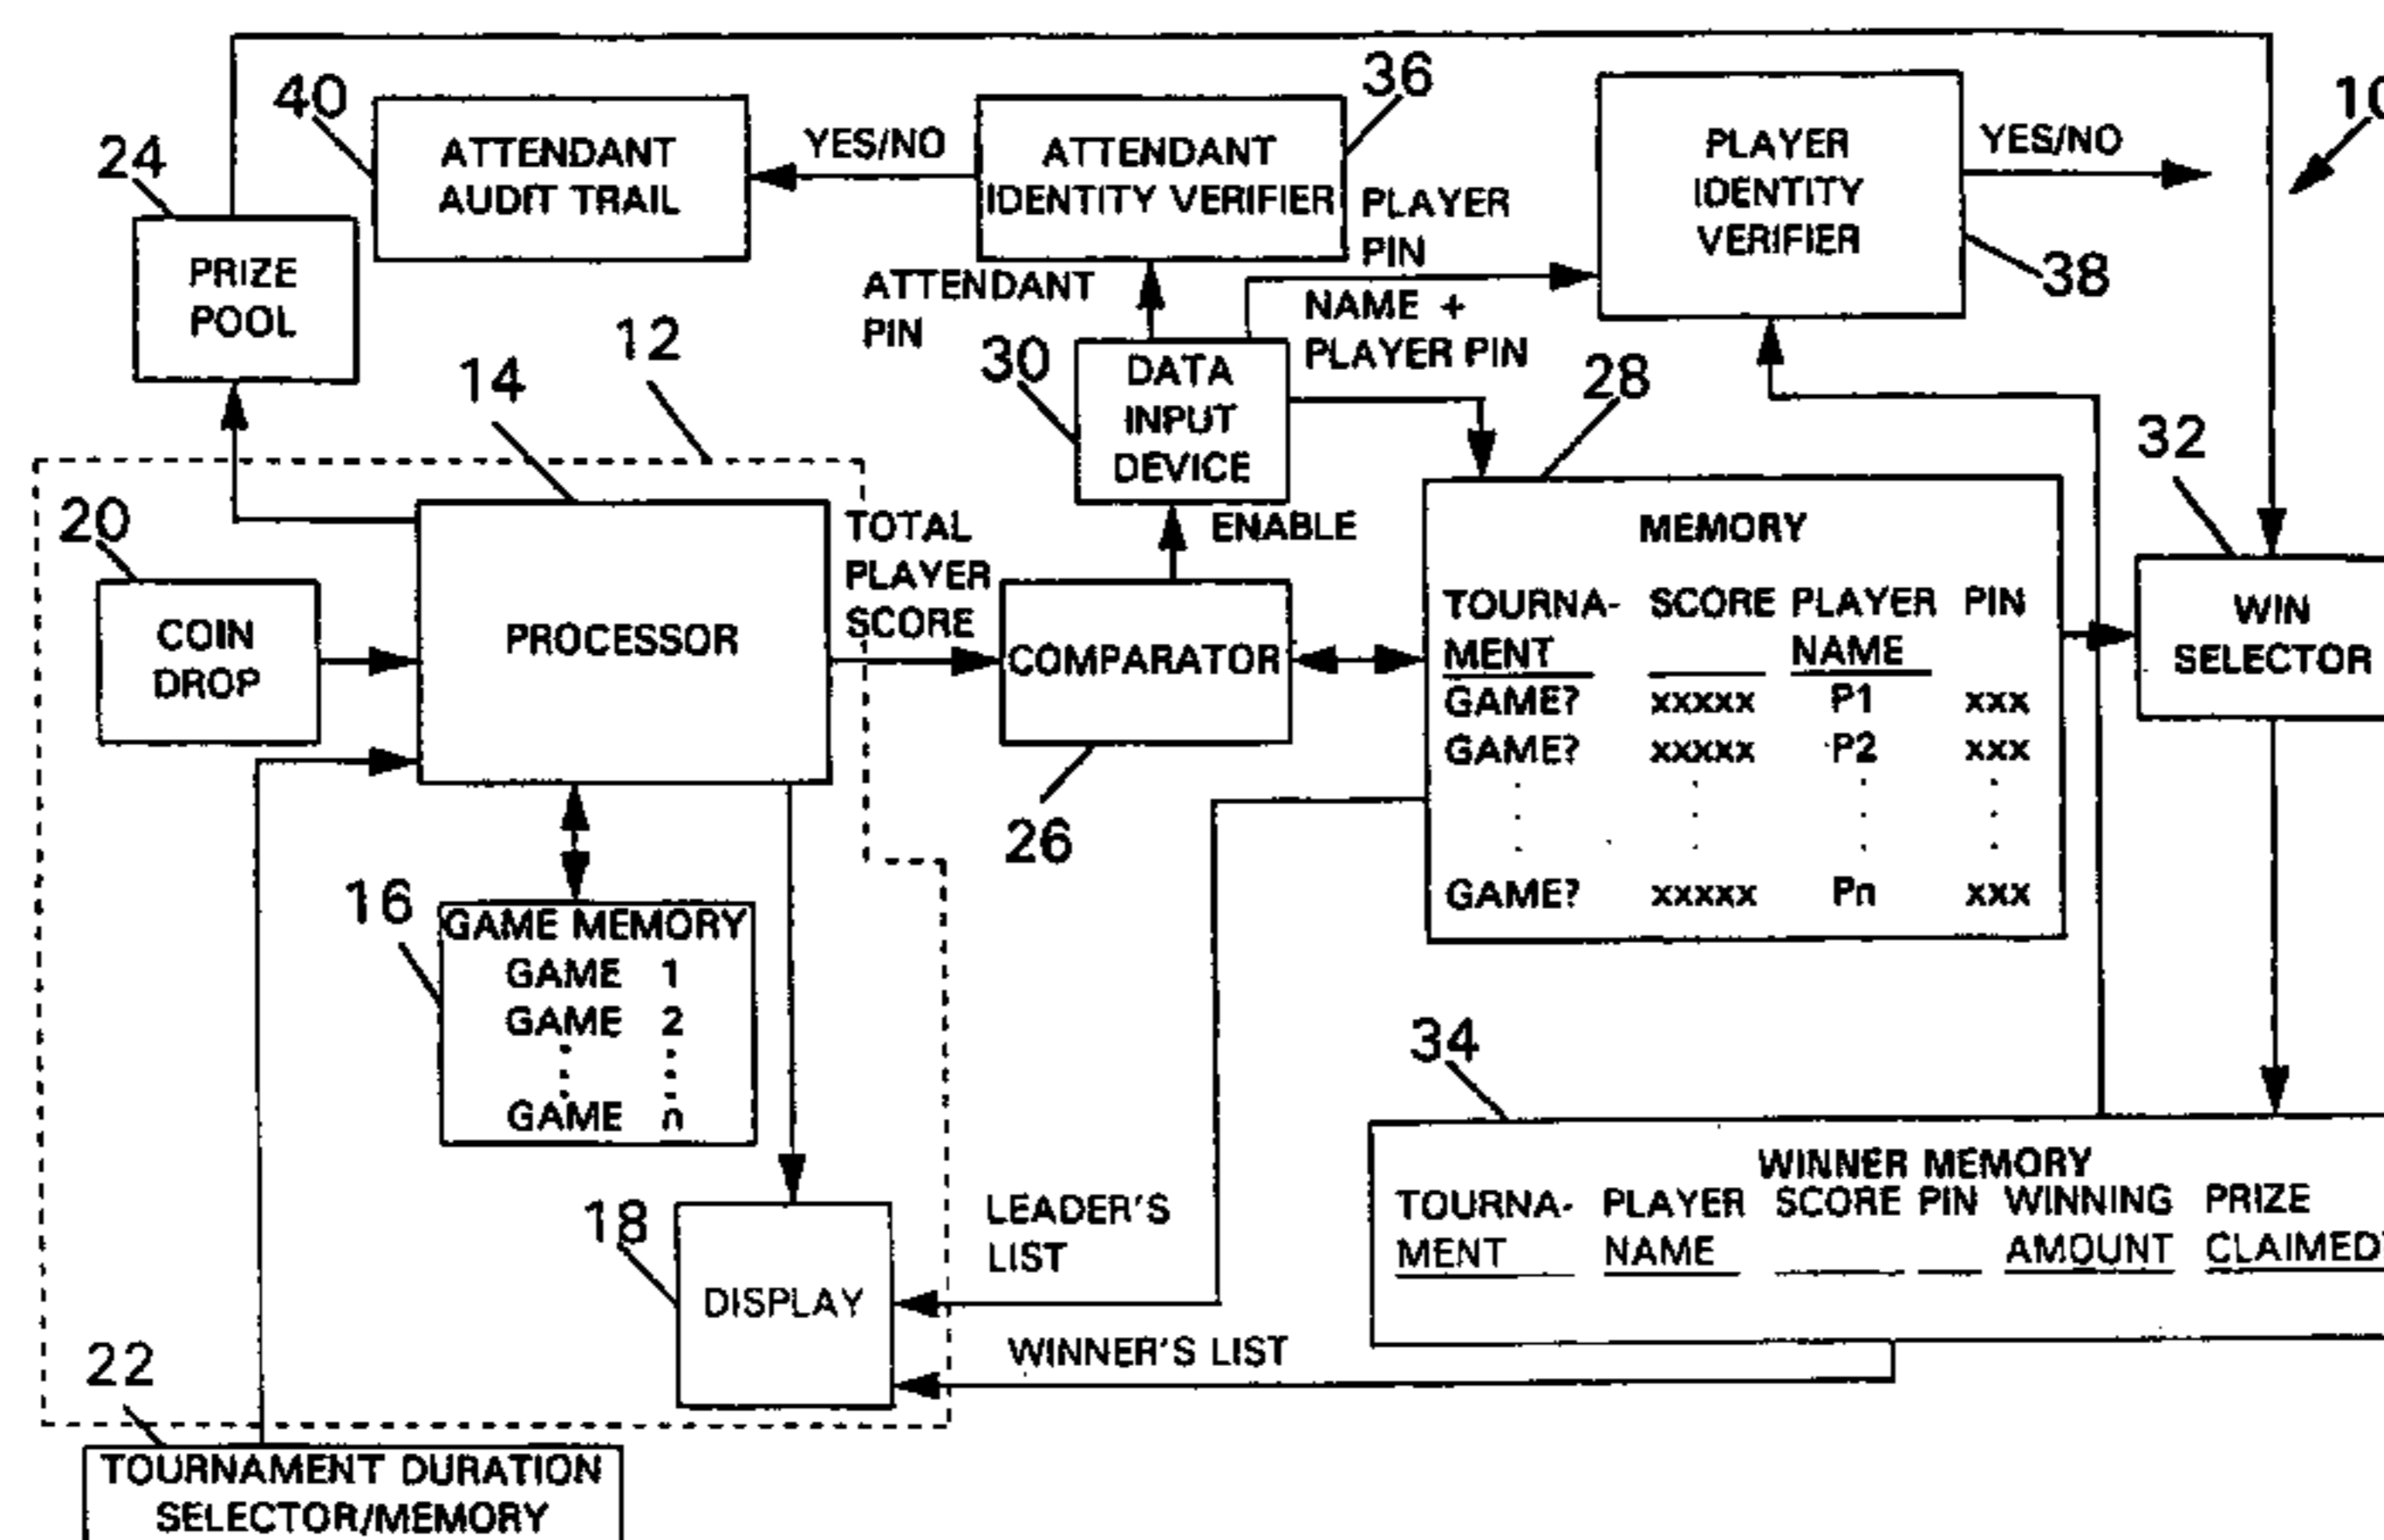 36
10
40
ATTENDANT
AUDIT TRAIL
YES/NO
ATTENDANT
IDENTITY VERIFIER
PLAYER
IDENTITY
VERIFIER
YES/NO
24
PLAYER
PIN
38
PRIZE
POOL
ATTENDANT
PIN
NAME +
PLAYER PIN
12
14
30
DATA
INPUT
DEVICE
28
32
20
TOTAL
PLAYER
SCORE
ENABLE
COIN
DROP
PROCESSOR
COMPARATOR
26
MEMORY
TOURNA- SCORE PLAYER PIN
MENT NAME
GAME? xxxxx P1 xxx
GAME? xxxxx P2 xxx
GAME? xxxxx Pn xxx
WIN
SELECTOR
16
GAME MEMORY
GAME 1
GAME 2
GAME n
34
WINNER MEMORY
TOURNA- PLAYER SCORE PIN WINNING PRIZE
MENT NAME AMOUNT CLAIMED
18
DISPLAY
LEADER'S
LIST
WINNER'S LIST
22
TOURNAMENT DURATION
SELECTOR/MEMORY